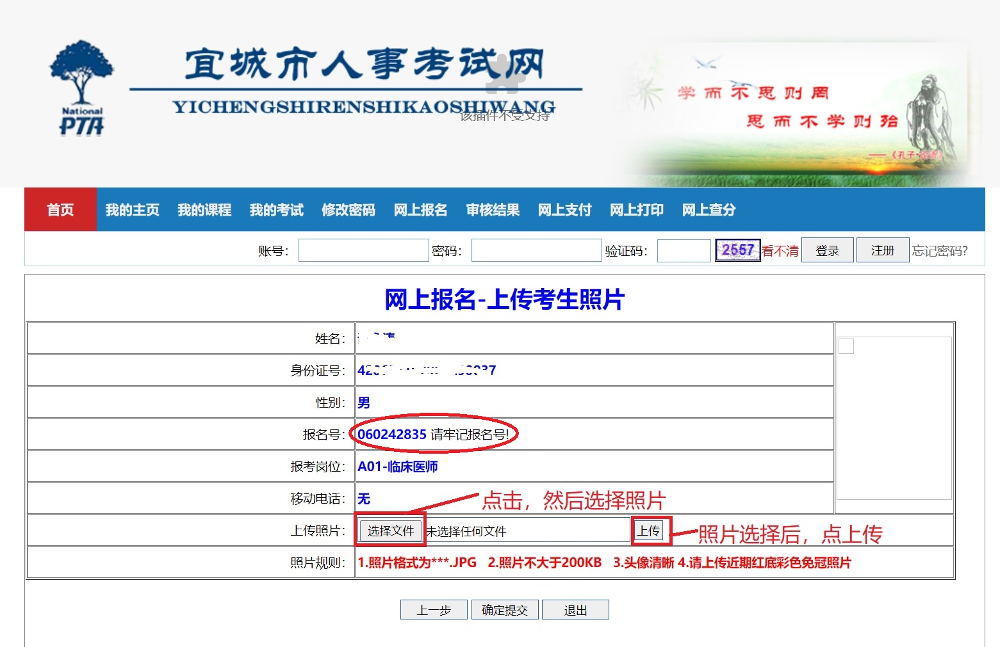 宜城市人事考试网
YICHENGSHIRENSHIKAOSHIWANG
该插件不受支持
National
PTA
学而不思则罔
思而不学则殆
——《孔子·论语》
首页 我的主页 我的课程 我的考试 修改密码 网上报名 审核结果 网上支付 网上打印 网上查分
账号： 密码： 验证码： 2557 看不清 登录 注册 忘记密码?
网上报名-上传考生照片
姓名：
身份证号：
性别： 男
报名号： 060242835 请牢记报名号!
报考岗位： A01-临床医师
移动电话： 无
点击，然后选择照片
上传照片： 选择文件 未选择任何文件 上传
照片选择后，点上传
照片规则： 1.照片格式为***.JPG 2.照片不大于200KB 3.头像清晰 4.请上传近期红底彩色免冠照片
上一步 确定提交 退出